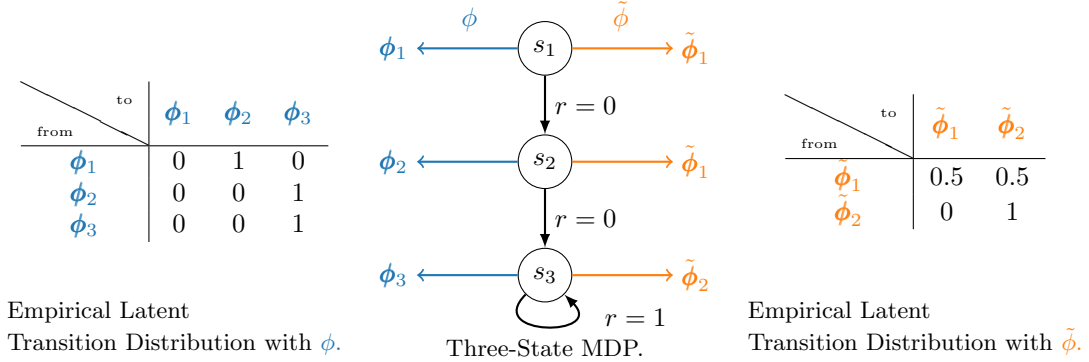 ϕ ϕ̃
ϕ₁ s₁ ϕ̃₁
to
from
ϕ₁ ϕ₂ ϕ₃
ϕ₁ 0 1 0
ϕ₂ 0 0 1
ϕ₃ 0 0 1
r = 0
ϕ₂ s₂ ϕ̃₁
r = 0
ϕ₃ s₃ ϕ̃₂
r = 1
to
from
ϕ̃₁ ϕ̃₂
ϕ̃₁ 0.5 0.5
ϕ̃₂ 0 1
Empirical Latent
Transition Distribution with ϕ.
Three-State MDP.
Empirical Latent
Transition Distribution with ϕ̃.